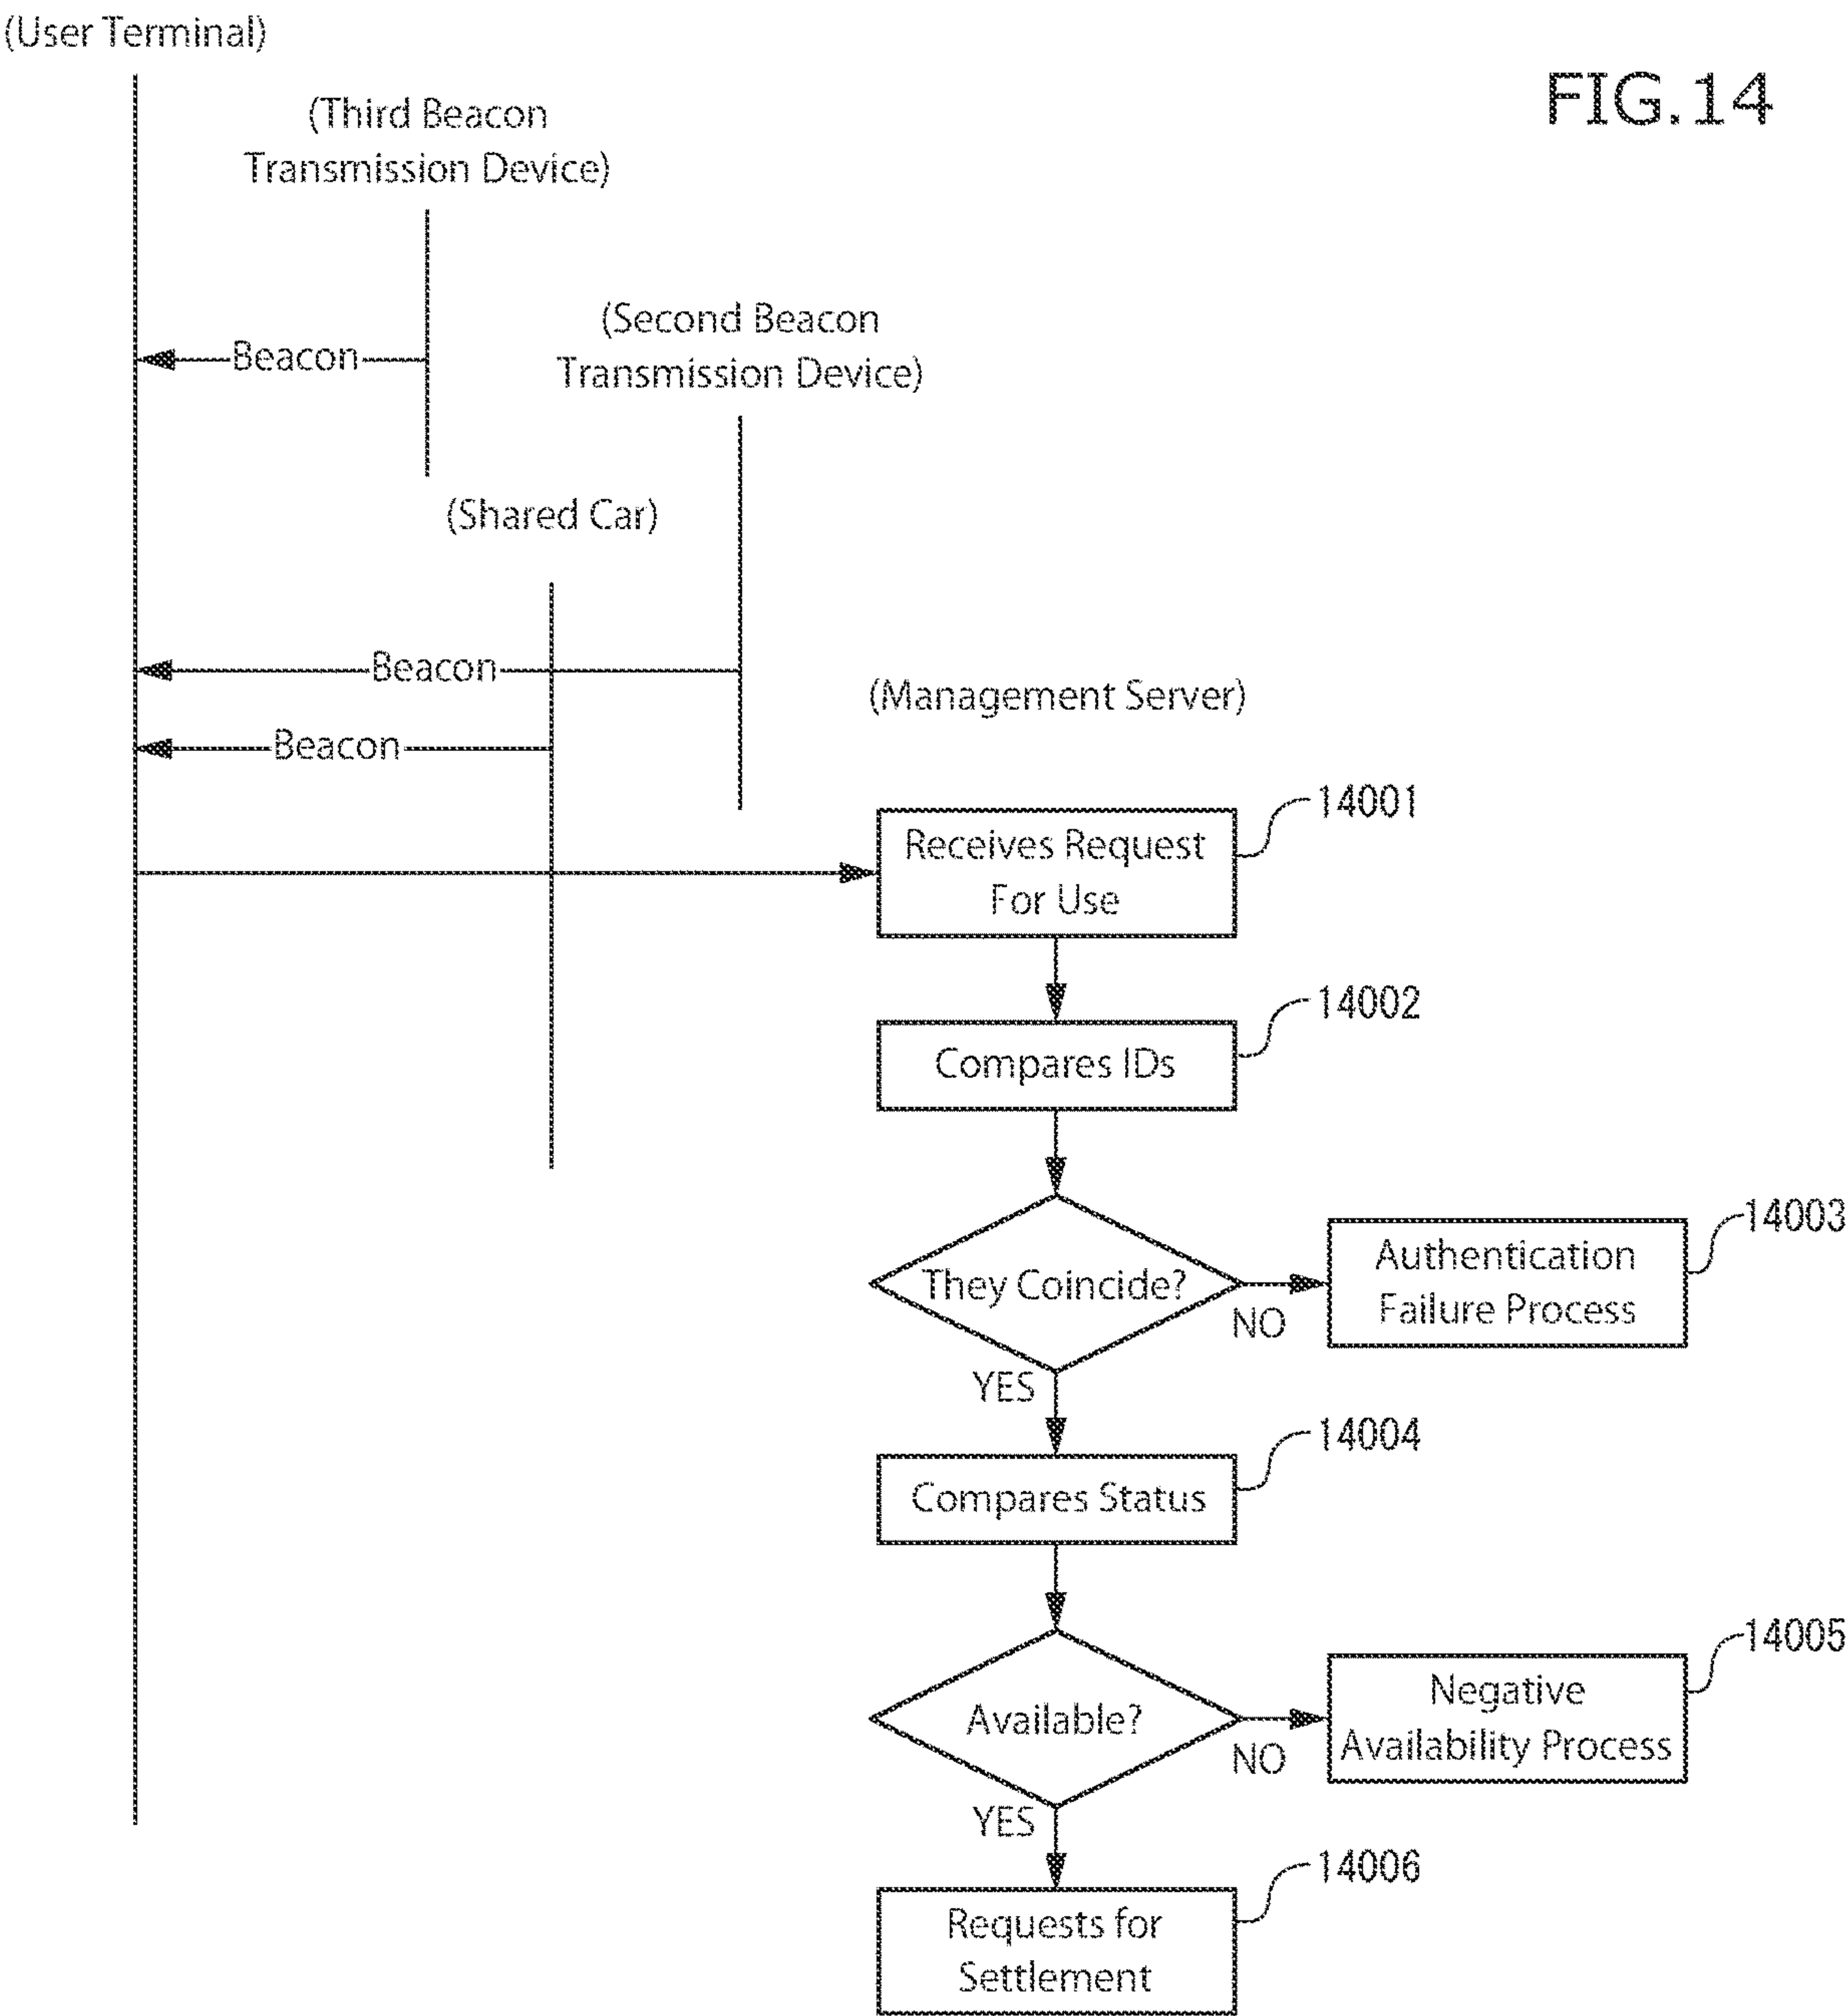 (User Terminal)
FIG.14
(Third Beacon
Transmission Device)
(Second Beacon
Transmission Device)
Beacon
(Shared Car)
Beacon
(Management Server)
Beacon
14001
Receives Request
For Use
14002
Compares IDs
14003
They Coincide?
Authentication
Failure Process
NO
YES
14004
Compares Status
14005
Available?
Negative
Availability Process
NO
YES
14006
Requests for
Settlement